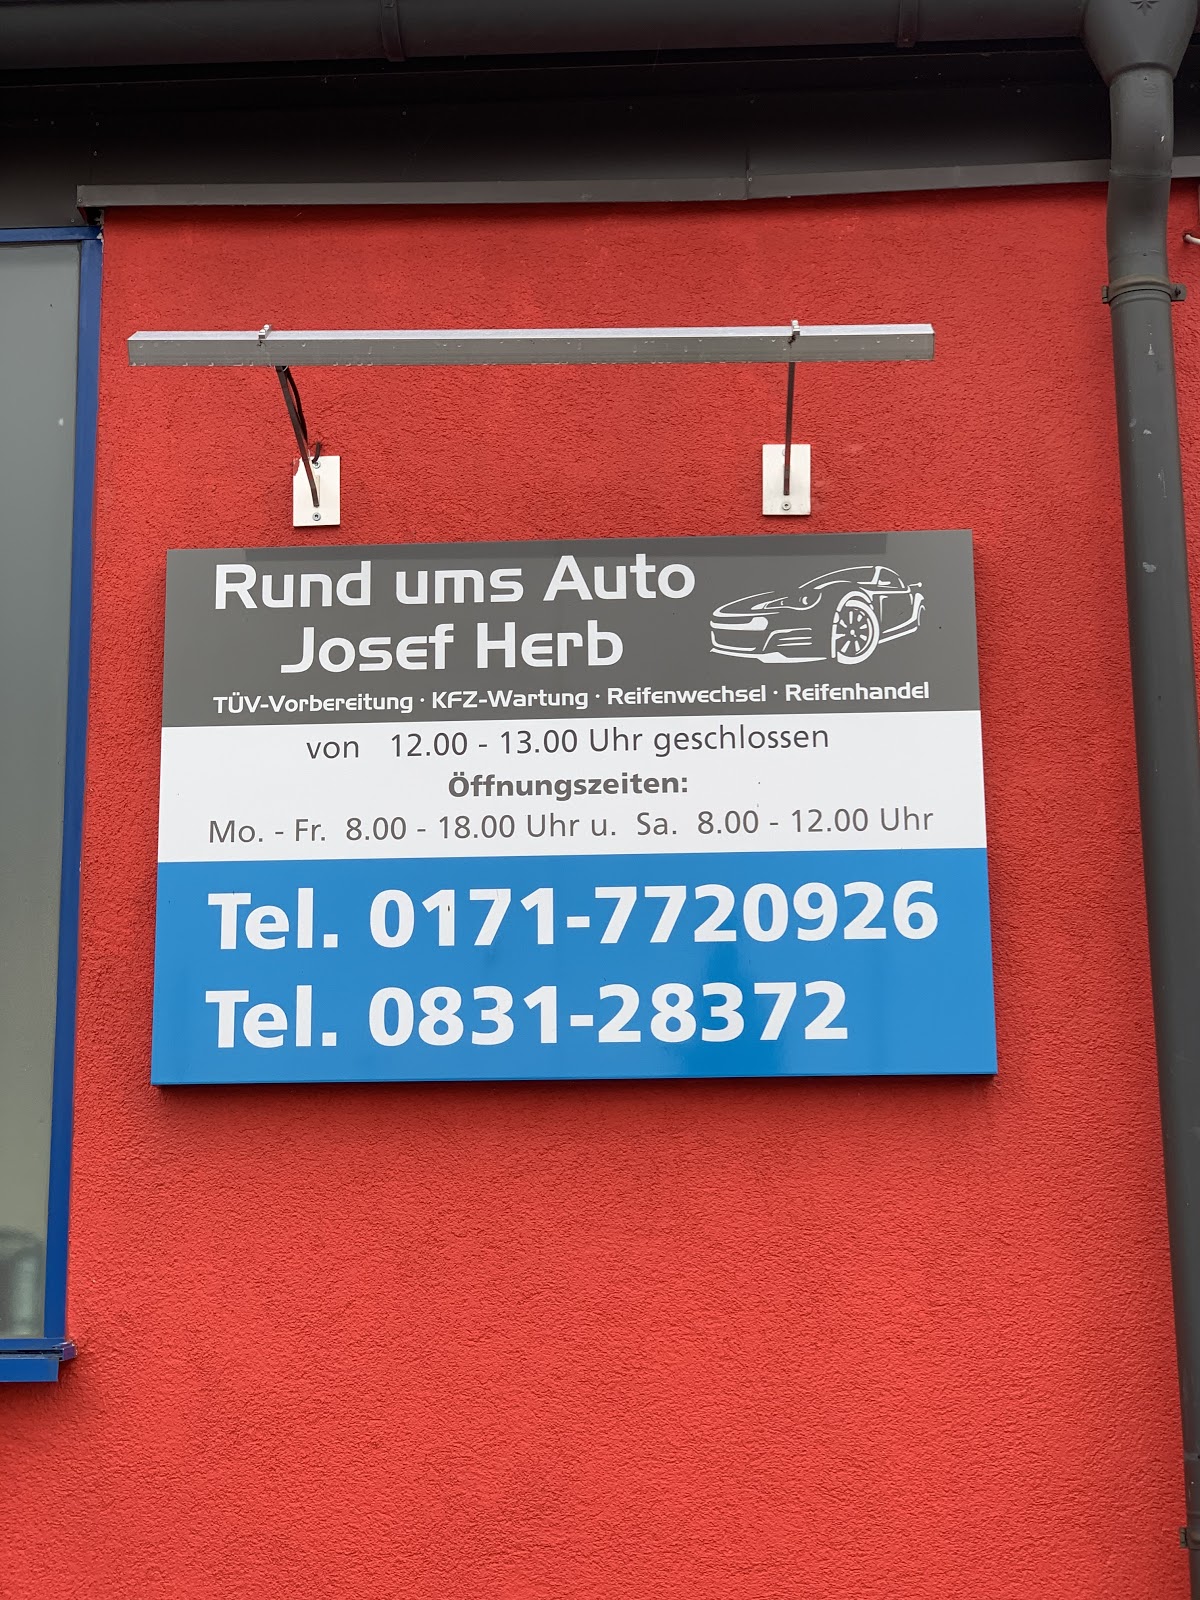 Rund ums Auto
Josef Herb
TÜV-Vorbereitung · KFZ-Wartung · Reifenwechsel · Reifenhandel
von 12.00 - 13.00 Uhr geschlossen
Öffnungszeiten:
Mo. - Fr. 8.00 - 18.00 Uhr u. Sa. 8.00 - 12.00 Uhr
Tel. 0171-7720926
Tel. 0831-28372